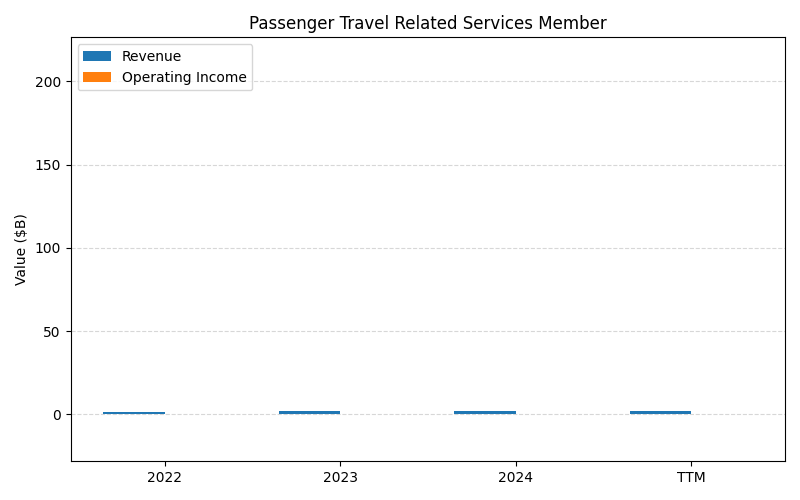 Passenger Travel Related Services Member
Revenue
Operating Income
Value ($B)
200
150
100
50
0
2022 2023 2024 TTM